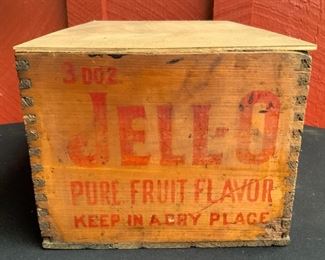 3 DOZ.
JELL-O
PURE FRUIT FLAVOR
KEEP IN A DRY PLACE